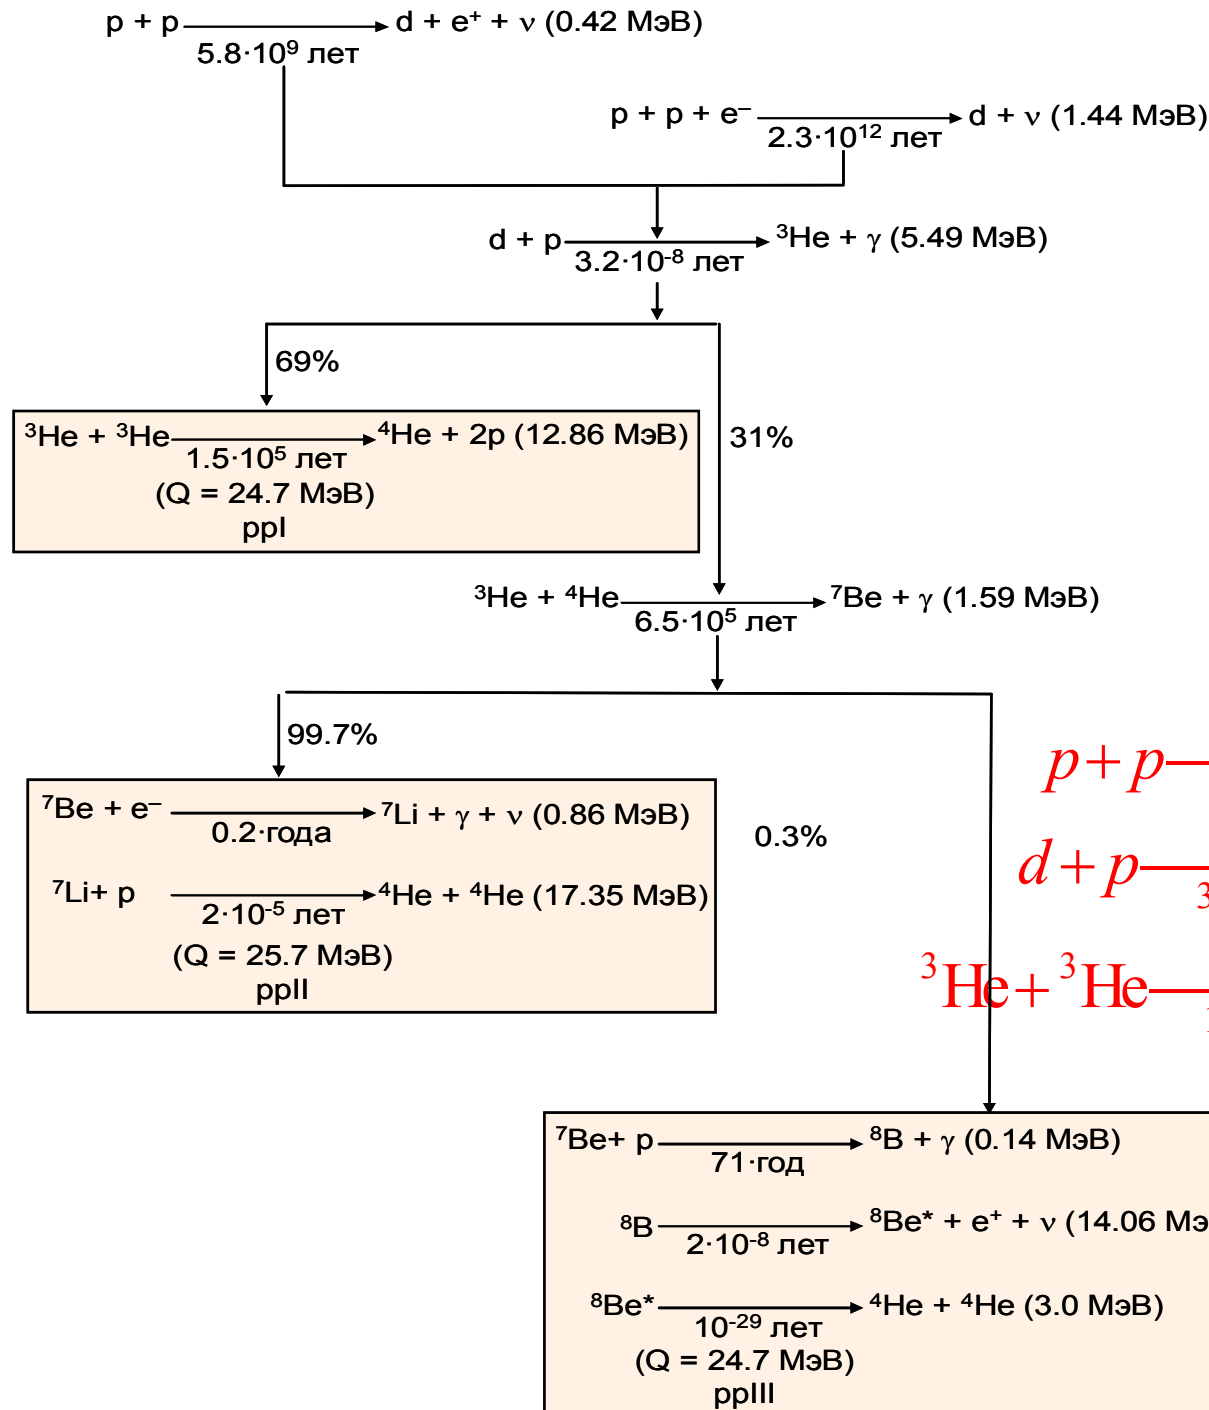 p + p → d + e⁺ + ν (0.42 МэВ)
5.8·10⁹ лет
p + p + e⁻ → d + ν (1.44 МэВ)
2.3·10¹² лет
d + p → ³He + γ (5.49 МэВ)
3.2·10⁻⁸ лет
69%
³He + ³He → ⁴He + 2p (12.86 МэВ)
1.5·10⁵ лет
(Q = 24.7 МэВ)
ppI
31%
³He + ⁴He → ⁷Be + γ (1.59 МэВ)
6.5·10⁵ лет
99.7%
⁷Be + e⁻ → ⁷Li + γ + ν (0.86 МэВ)
0.2·года
⁷Li+ p → ⁴He + ⁴He (17.35 МэВ)
2·10⁻⁵ лет
(Q = 25.7 МэВ)
ppII
0.3%
p + p
d + p
3
³He + ³He
⁷Be+ p → ⁸B + γ (0.14 МэВ)
71·год
⁸B → ⁸Be* + e⁺ + ν (14.06 Мэ
2·10⁻⁸ лет
⁸Be* → ⁴He + ⁴He (3.0 МэВ)
10⁻²⁹ лет
(Q = 24.7 МэВ)
ppIII